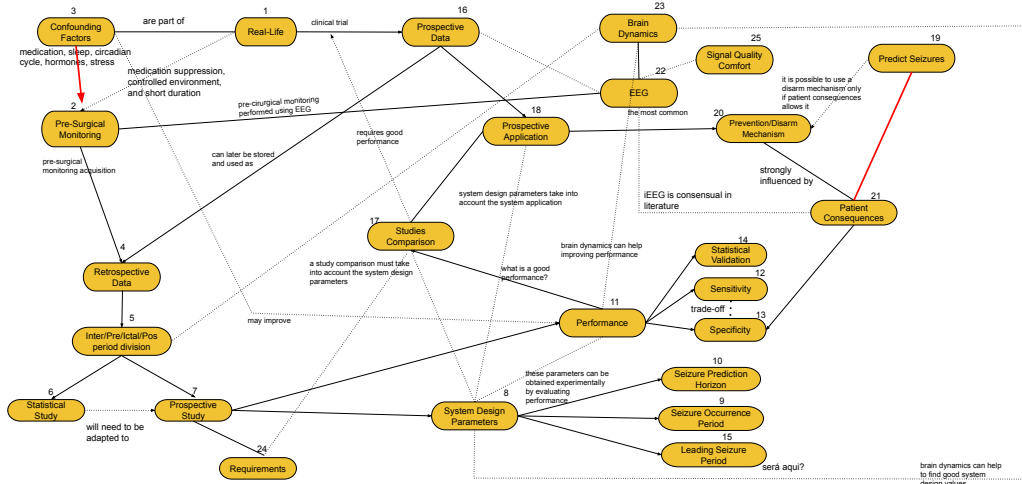 3
Confounding
Factors
are part of
1
Real-Life
clinical trial
16
Prospective
Data
23
Brain
Dynamics
25
Signal Quality
Comfort
19
Predict Seizures
medication, sleep, circadian
cycle, hormones, stress
medication suppression,
controlled environment,
and short duration
2
Pre-Surgical
Monitoring
pre-cirurgical monitoring
performed using EEG
22
EEG
the most common
it is possible to use a
disarm mechanism only
if patient consequences
allows it
18
Prospective
Application
20
Prevention/Disarm
Mechanism
requires good
performance
pre-surgical
monitoring acquisition
can later be stored
and used as
strongly
influenced by
system design parameters take into
account the system application
iEEG is consensual in
literature
21
Patient
Consequences
17
Studies
Comparison
4
Retrospective
Data
a study comparison must take
into account the system design
parameters
what is a good
performance?
brain dynamics can help
improving performance
14
Statistical
Validation
12
Sensitivity
trade-off
13
Specificity
11
Performance
5
Inter/Pre/Ictal/Pos
period division
may improve
6
Statistical
Study
7
Prospective
Study
will need to be
adapted to
24
Requirements
8
System Design
Parameters
these parameters can be
obtained experimentally
by evaluating
performance
10
Seizure Prediction
Horizon
9
Seizure Occurrence
Period
15
Leading Seizure
Period
será aqui?
brain dynamics can help
to find good system
design values